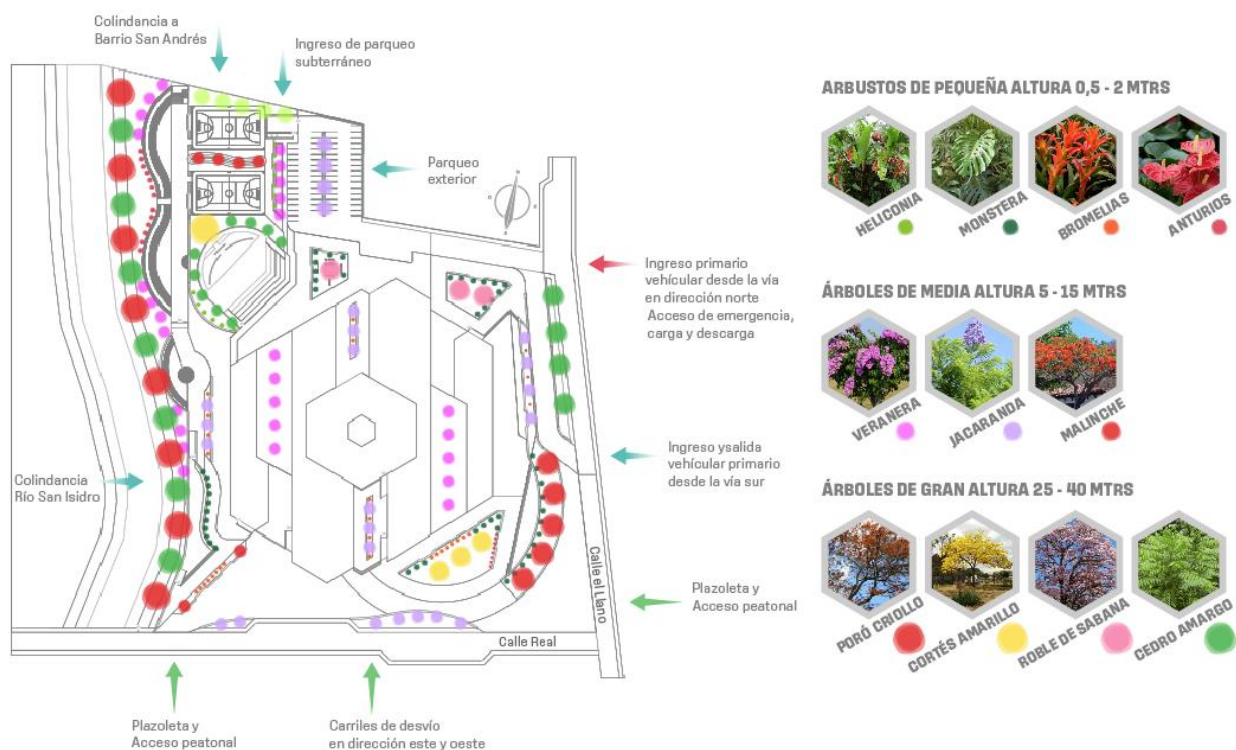 Colindancia a
Barrio San Andrés
Ingreso de parqueo
subterráneo
Parqueo
exterior
Ingreso primario
vehícular desde la vía
en dirección norte
Acceso de emergencia,
carga y descarga
Ingreso ysalida
vehícular primario
desde la vía sur
Colindancia
Río San Isidro
Calle el Llano
Plazoleta y
Acceso peatonal
Calle Real
Plazoleta y
Acceso peatonal
Carriles de desvío
en dirección este y oeste
ARBUSTOS DE PEQUEÑA ALTURA 0,5 - 2 MTRS
HELICONIA
MONSTERA
BROMELIAS
ANTURIOS
ÁRBOLES DE MEDIA ALTURA 5 - 15 MTRS
VERANERA
JACARANDA
MALINCHE
ÁRBOLES DE GRAN ALTURA 25 - 40 MTRS
PORÓ CRIOLLO
CORTÉS AMARILLO
ROBLE DE SABANA
CEDRO AMARGO